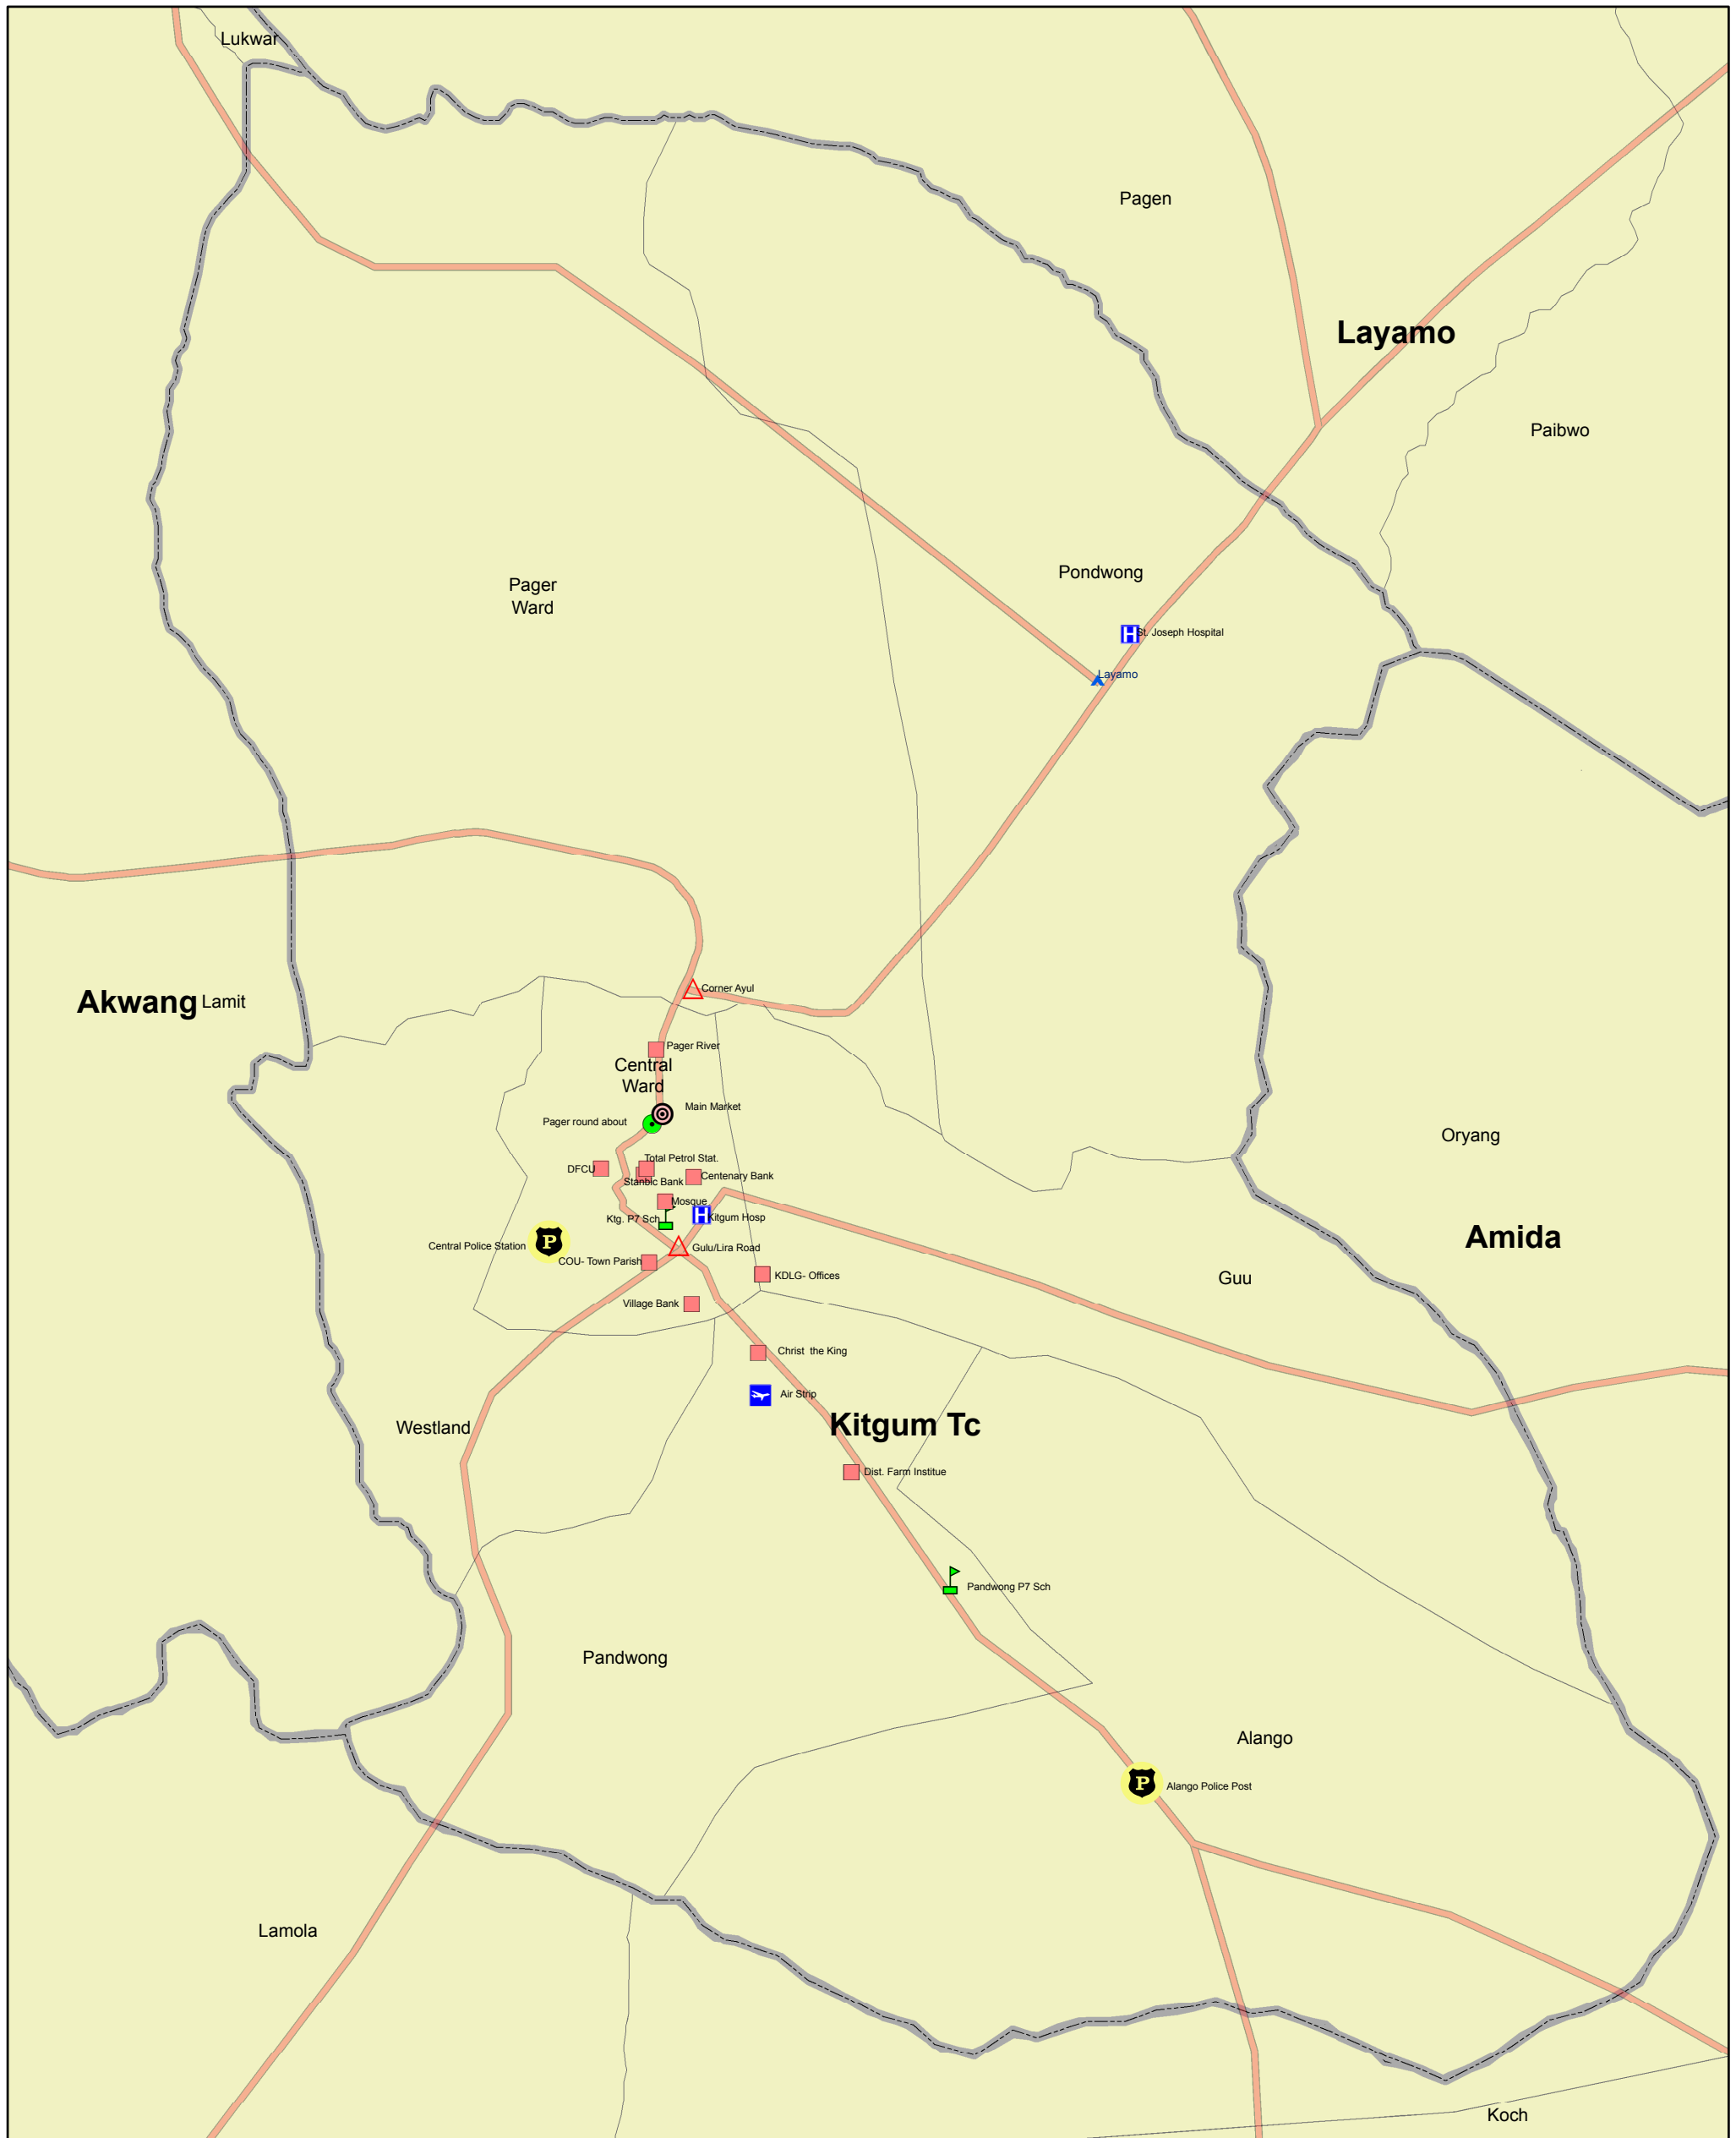 Lukwar
Pagen
Layamo
Paibwo
Pondwong
Pager
Ward
St. Joseph Hospital
Layamo
Corner Ayul
Akwang
Lamit
Pager River
Central
Ward
Main Market
Pager round about
Oryang
Total Petrol Stat.
DFCU
Centenary Bank
Stanbic Bank
Mosque
Ktg. P7 Sch
Kitgum Hosp
Amida
P
Central Police Station
Gulu/Lira Road
COU- Town Parish
KDLG- Offices
Guu
Village Bank
Christ the King
Air Strip
Westland
Kitgum Tc
Dist. Farm Institue
Pandwong P7 Sch
Pandwong
Alango
P
Alango Police Post
Lamola
Koch
H
H